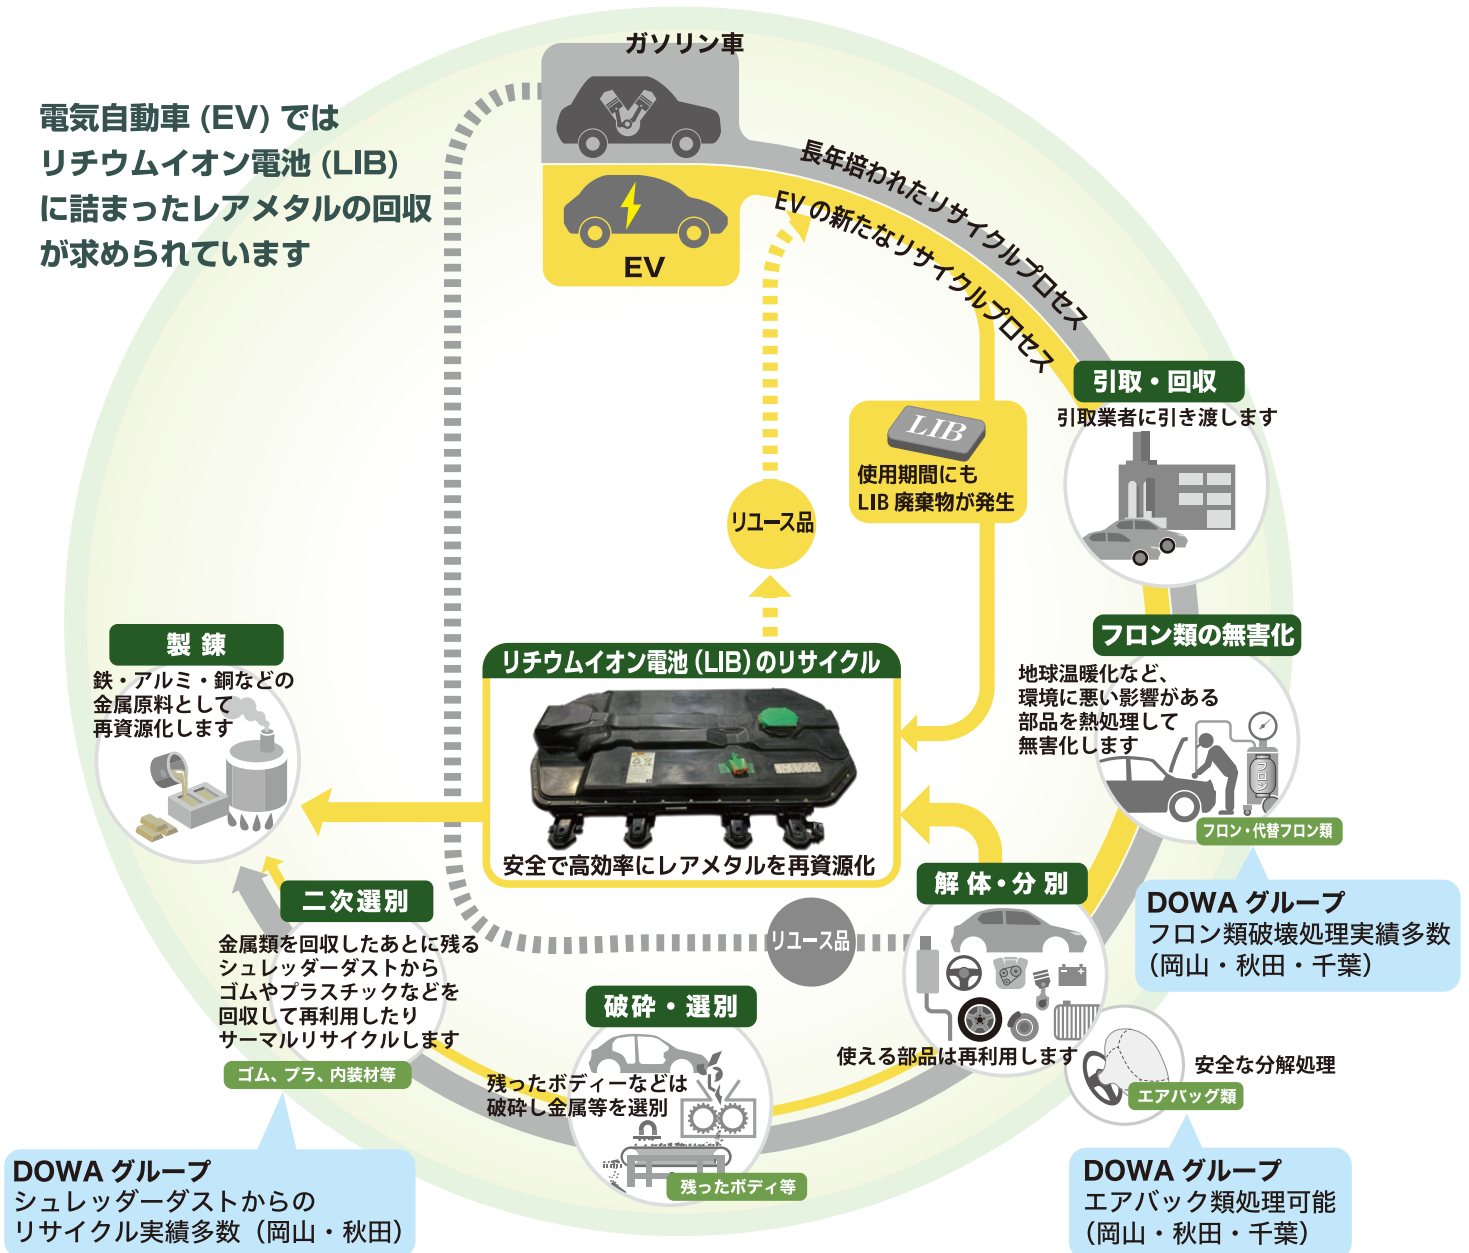 ガソリン車
電気自動車 (EV) では
リチウムイオン電池 (LIB)
に詰まったレアメタルの回収
が求められています
EV
長年培われたリサイクルプロセス
EV の新たなリサイクルプロセス
引取・回収
引取業者に引き渡します
LIB
使用期間にも
LIB 廃棄物が発生
リユース品
フロン類の無害化
地球温暖化など、
環境に悪い影響がある
部品を熱処理して
無害化します
フロン
フロン・代替フロン類
DOWA グループ
フロン類破壊処理実績多数
（岡山・秋田・千葉）
製 錬
鉄・アルミ・銅などの
金属原料として
再資源化します
リチウムイオン電池（LIB）のリサイクル
安全で高効率にレアメタルを再資源化
解 体・分 別
使える部品は再利用します
リユース品
安全な分解処理
エアバッグ類
DOWA グループ
エアバック類処理可能
（岡山・秋田・千葉）
破砕・選別
残ったボディーなどは
破砕し金属等を選別
残ったボディ等
二次選別
金属類を回収したあとに残る
シュレッダーダストから
ゴムやプラスチックなどを
回収して再利用したり
サーマルリサイクルします
ゴム、プラ、内装材等
DOWA グループ
シュレッダーダストからの
リサイクル実績多数（岡山・秋田）